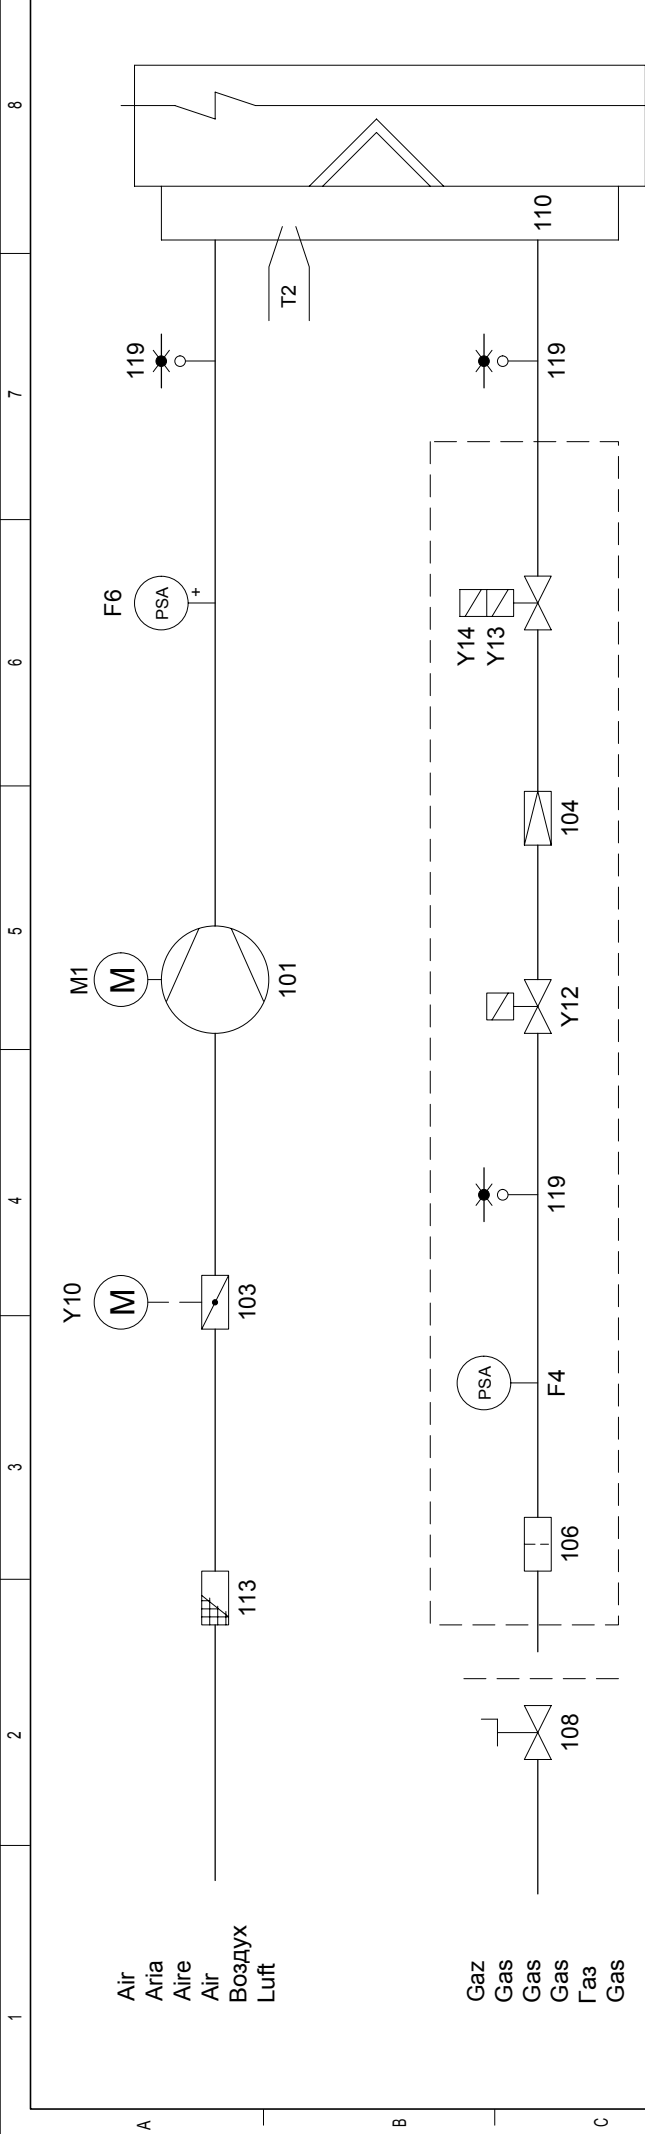 1
2
3
4
5
6
7
8
A
B
C
Air
Aria
Aire
Air
Воздух
Luft
113
Y10
M
103
M1
M
101
F6
PSA
+
119
T2
110
Gaz
Gas
Gas
Gas
Газ
Gas
108
106
PSA
F4
119
Y12
104
Y14
Y13
119